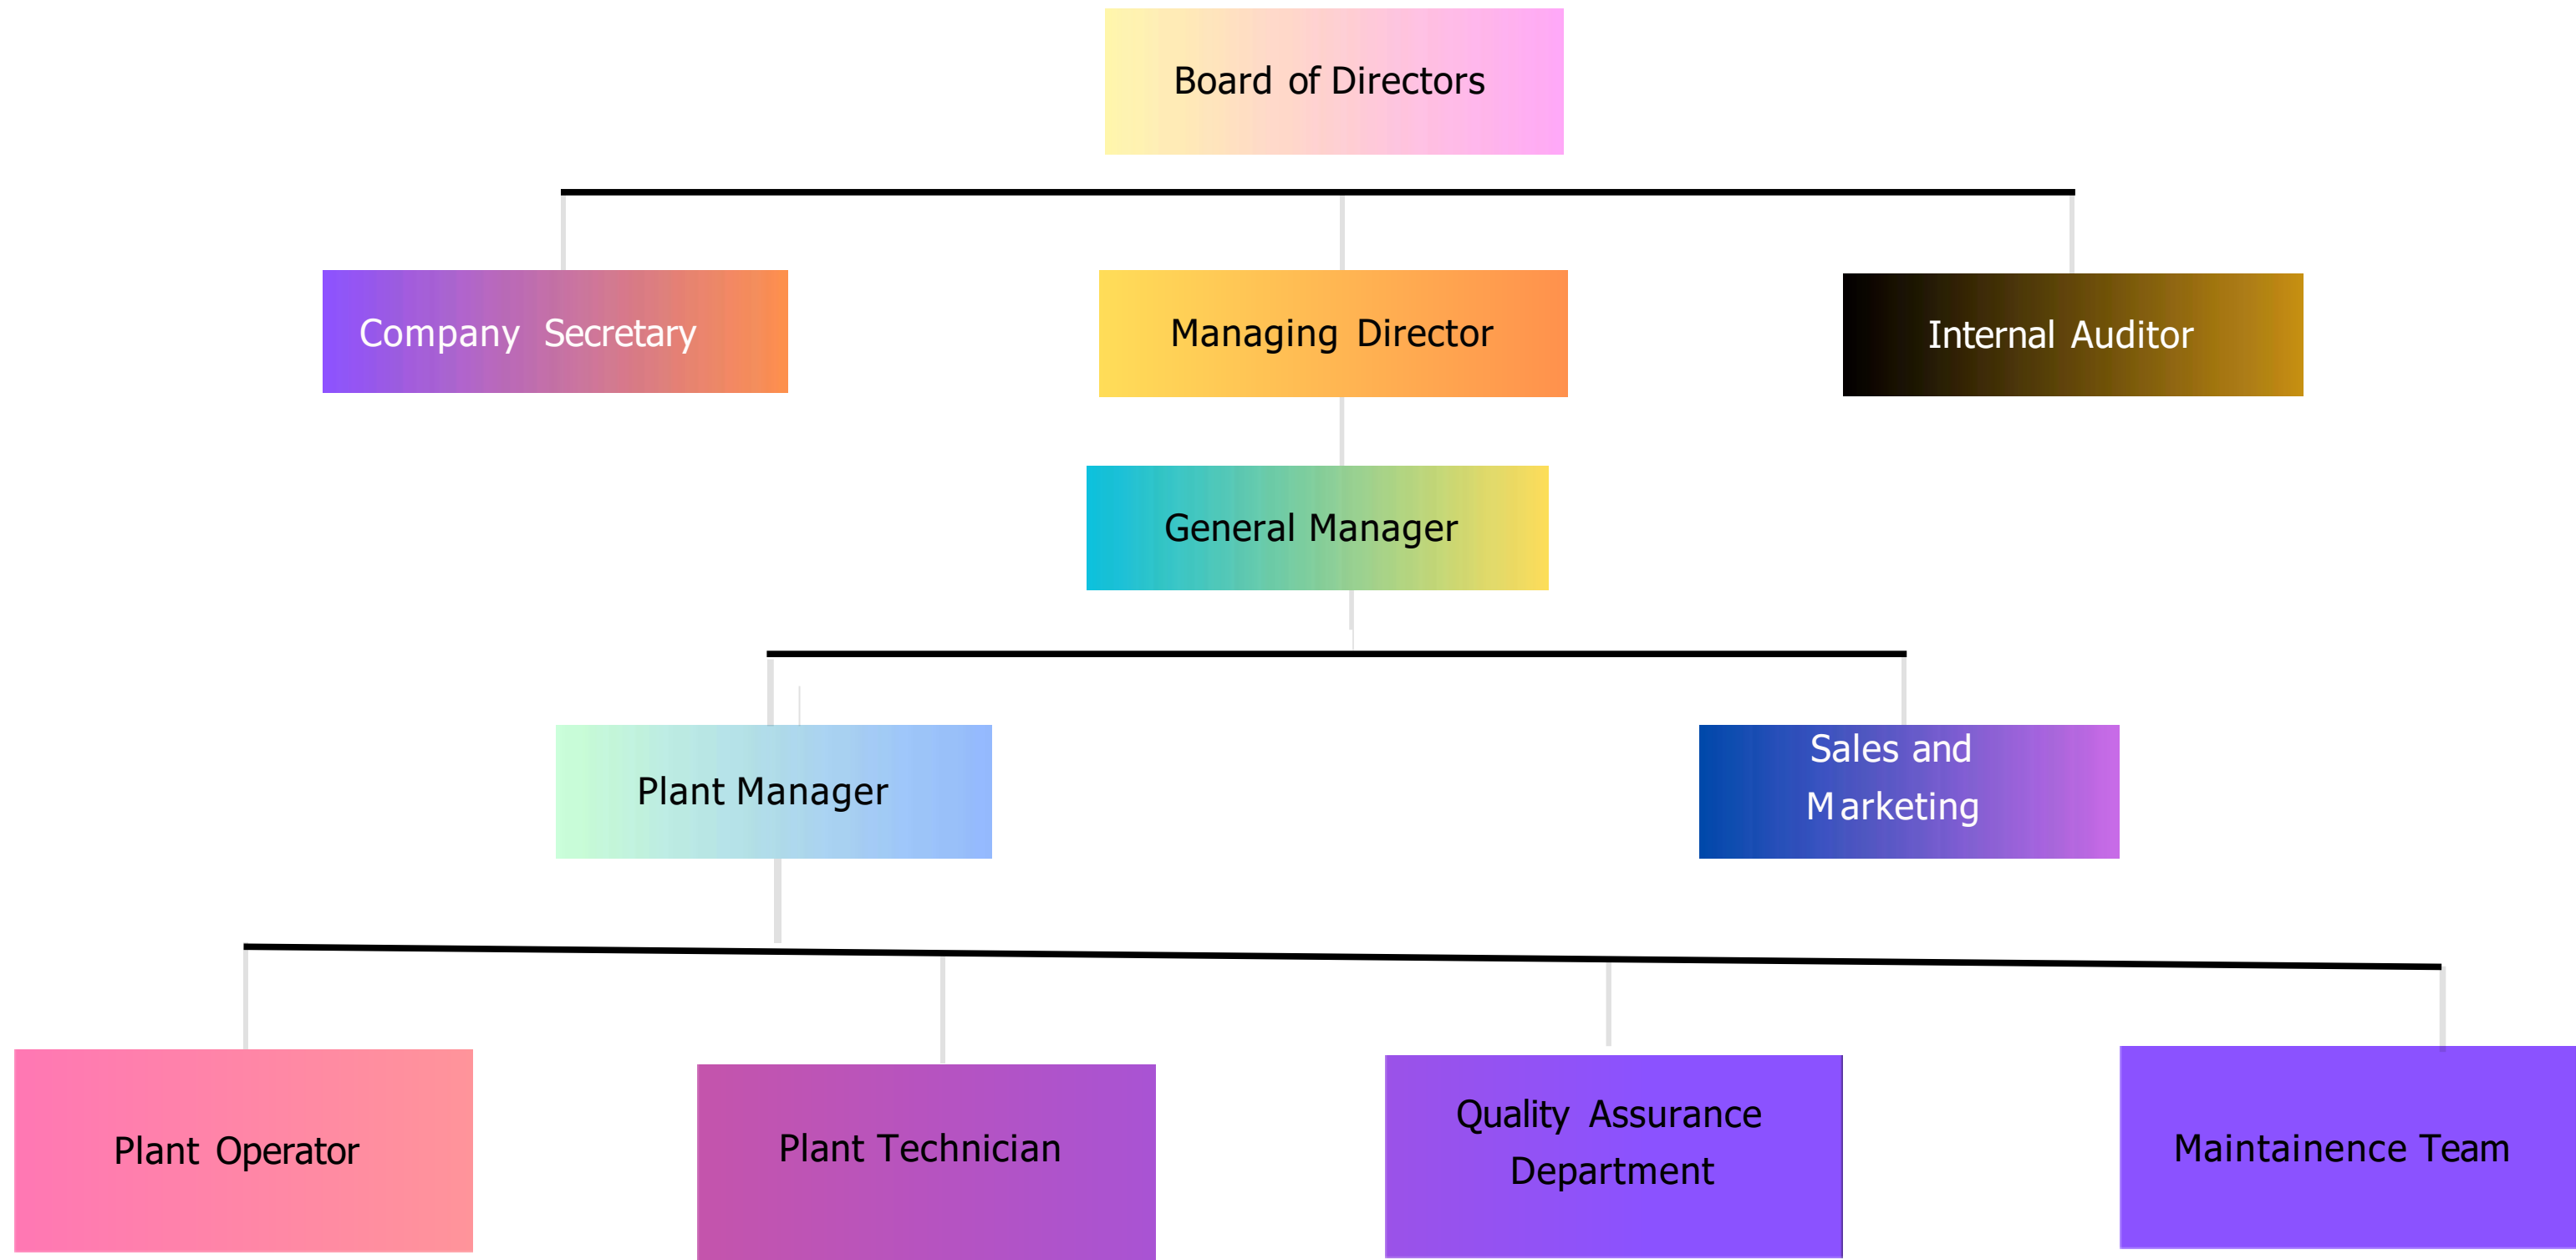 Board of Directors
Company Secretary
Managing Director
Internal Auditor
General Manager
Plant Manager
Sales and
Marketing
Plant Operator
Plant Technician
Quality Assurance
Department
Maintainence Team